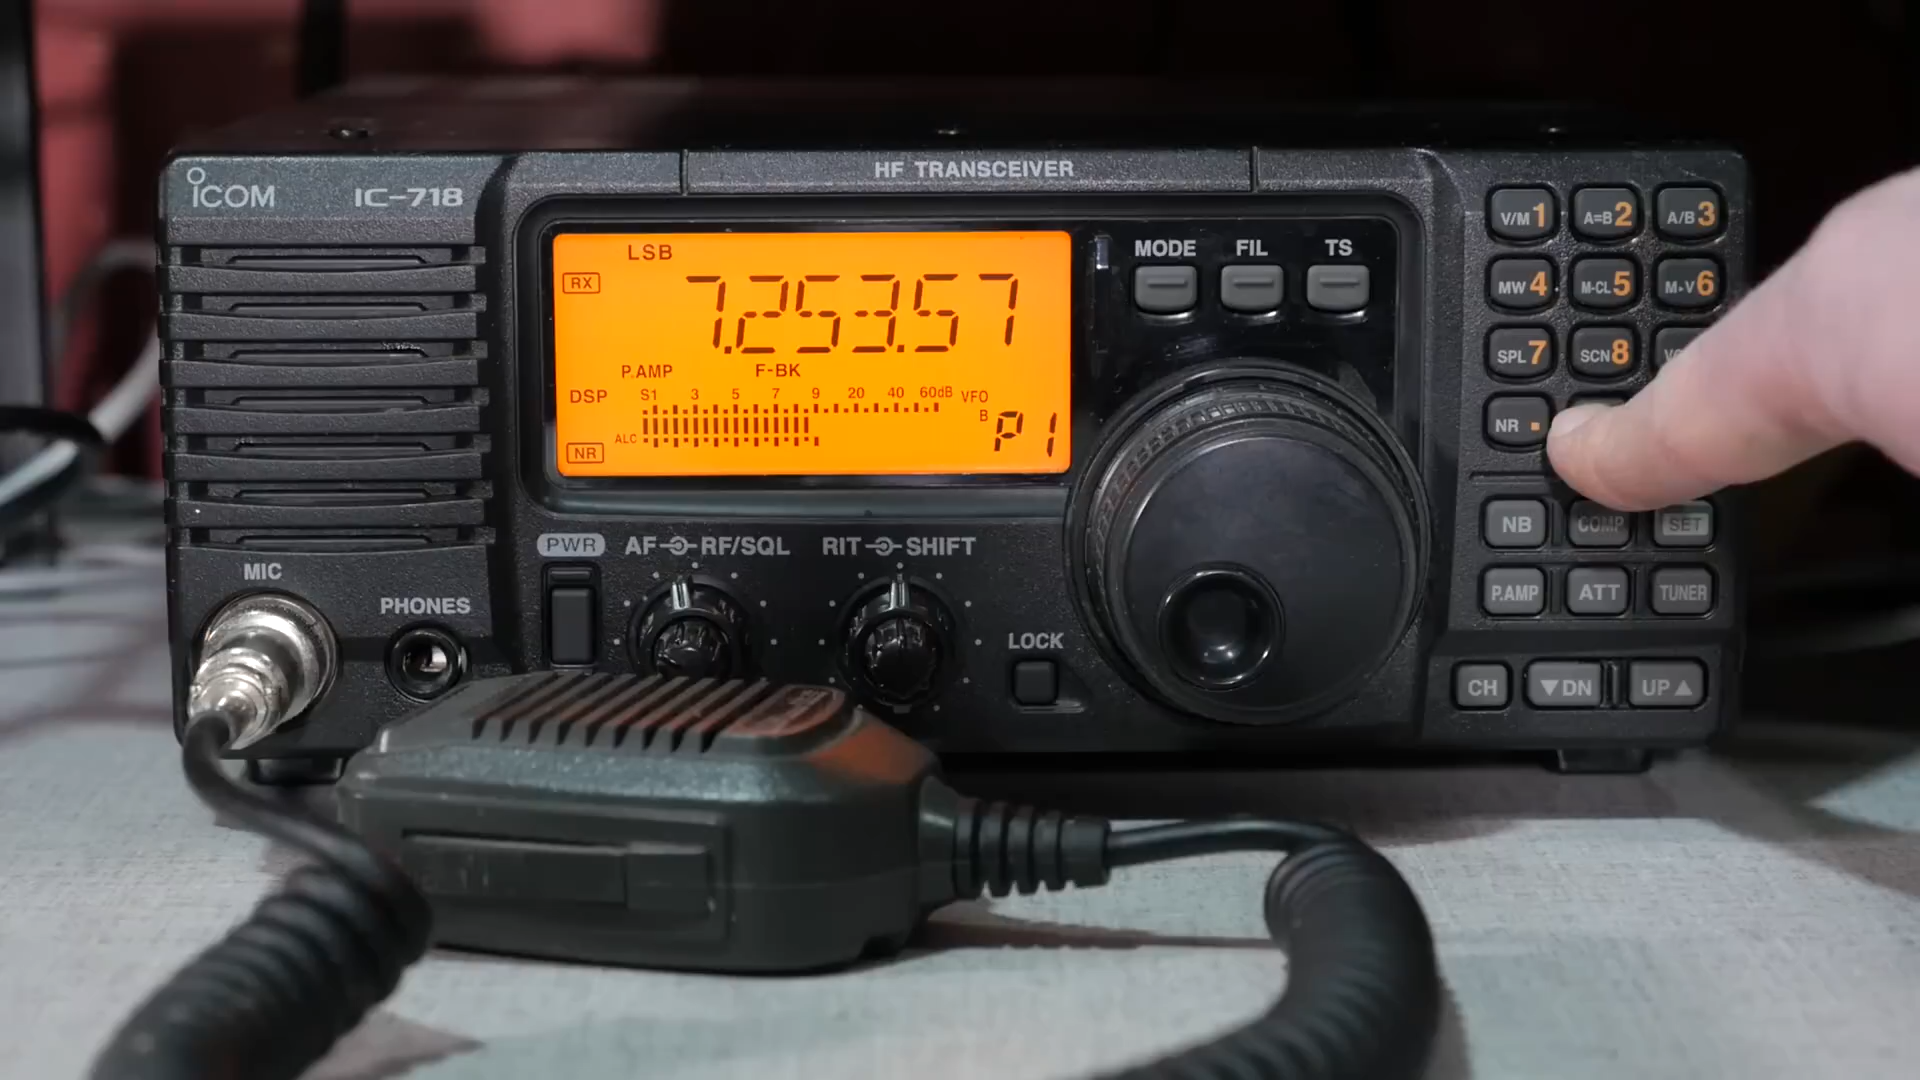 ICOM IC-718 HF TRANSCEIVER
LSB
RX 7.253.57
P.AMP F-BK
DSP S1 3 5 7 9 20 40 60dB VFO
B P1
ALC
NR
MODE FIL TS
V/M 1 A=B 2 A/B 3
MW 4 M-CL 5 M▸V 6
SPL 7 SCN 8
NR ▪
NB COMP SET
P.AMP ATT TUNER
CH ▼DN UP▲
PWR AF RF/SQL RIT SHIFT
MIC PHONES LOCK